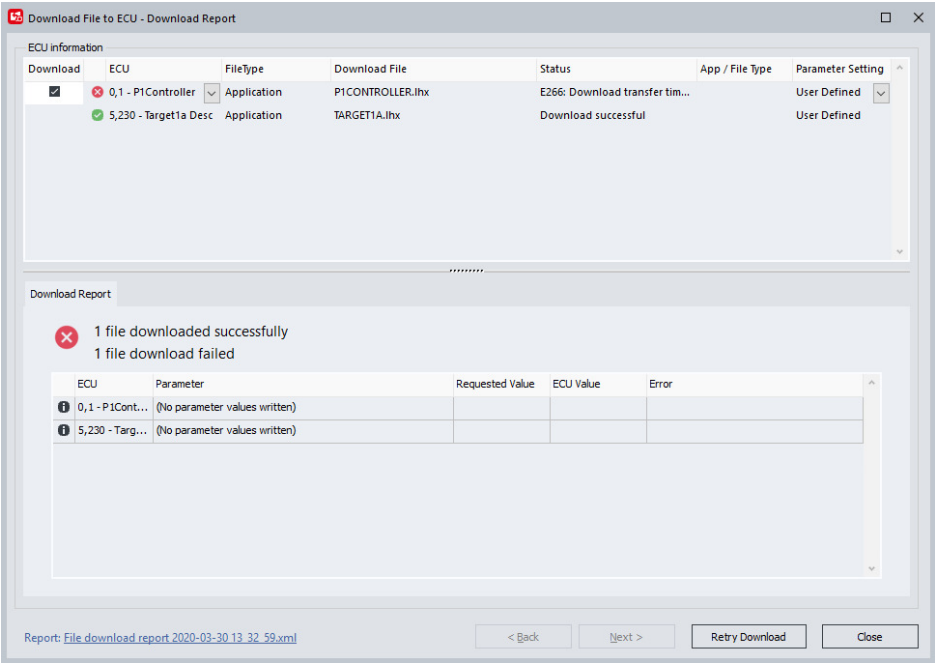 Download File to ECU - Download Report
ECU information
Download ECU FileType Download File Status App / File Type Parameter Setting
0,1 - P1Controller Application P1CONTROLLER.lhx E266: Download transfer tim... User Defined
5,230 - Target1a Desc Application TARGET1A.lhx Download successful User Defined
Download Report
1 file downloaded successfully
1 file download failed
ECU Parameter Requested Value ECU Value Error
0,1 - P1Cont... (No parameter values written)
5,230 - Targ... (No parameter values written)
Report: File download report 2020-03-30 13_32_59.xml < Back Next > Retry Download Close